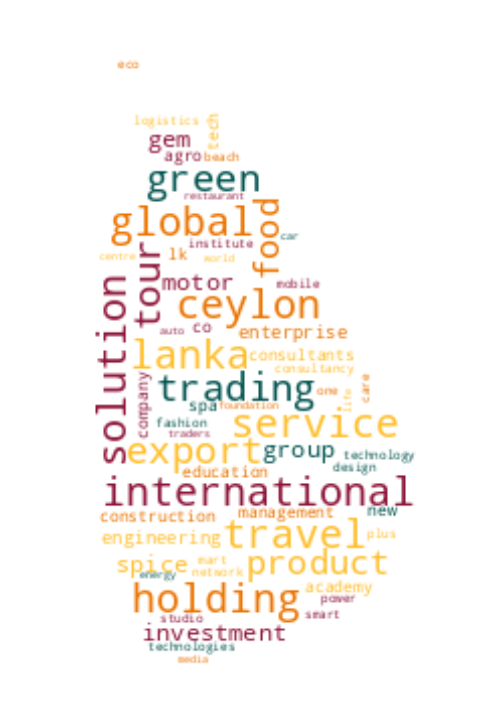 eco
logistics
tech
gem
agro
beach
green
restaurant
global
food
car
institute
tour
centre
lk
world
motor
mobile
solution
ceylon
auto
co
enterprise
lanka
consultants
consultancy
company
trading
one
life
care
spa
foundation
fashion
service
traders
export
group
technology
design
education
international
construction
management
new
engineering
travel
plus
spice
mart
product
energy
network
academy
holding
power
studio
smart
investment
technologies
media